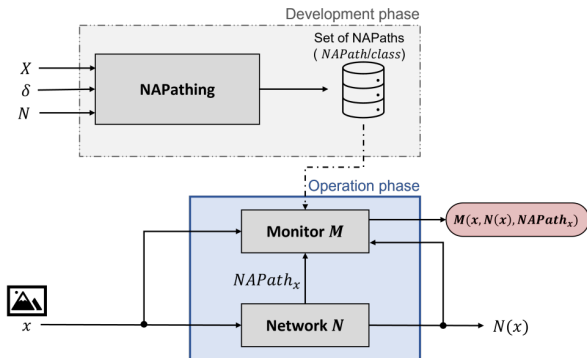 Development phase
Set of NAPaths
( NAPath/class)
X
δ
N
NAPathing
Operation phase
Monitor M
M(x, N(x), NAPathₓ)
NAPathₓ
x
Network N
N(x)